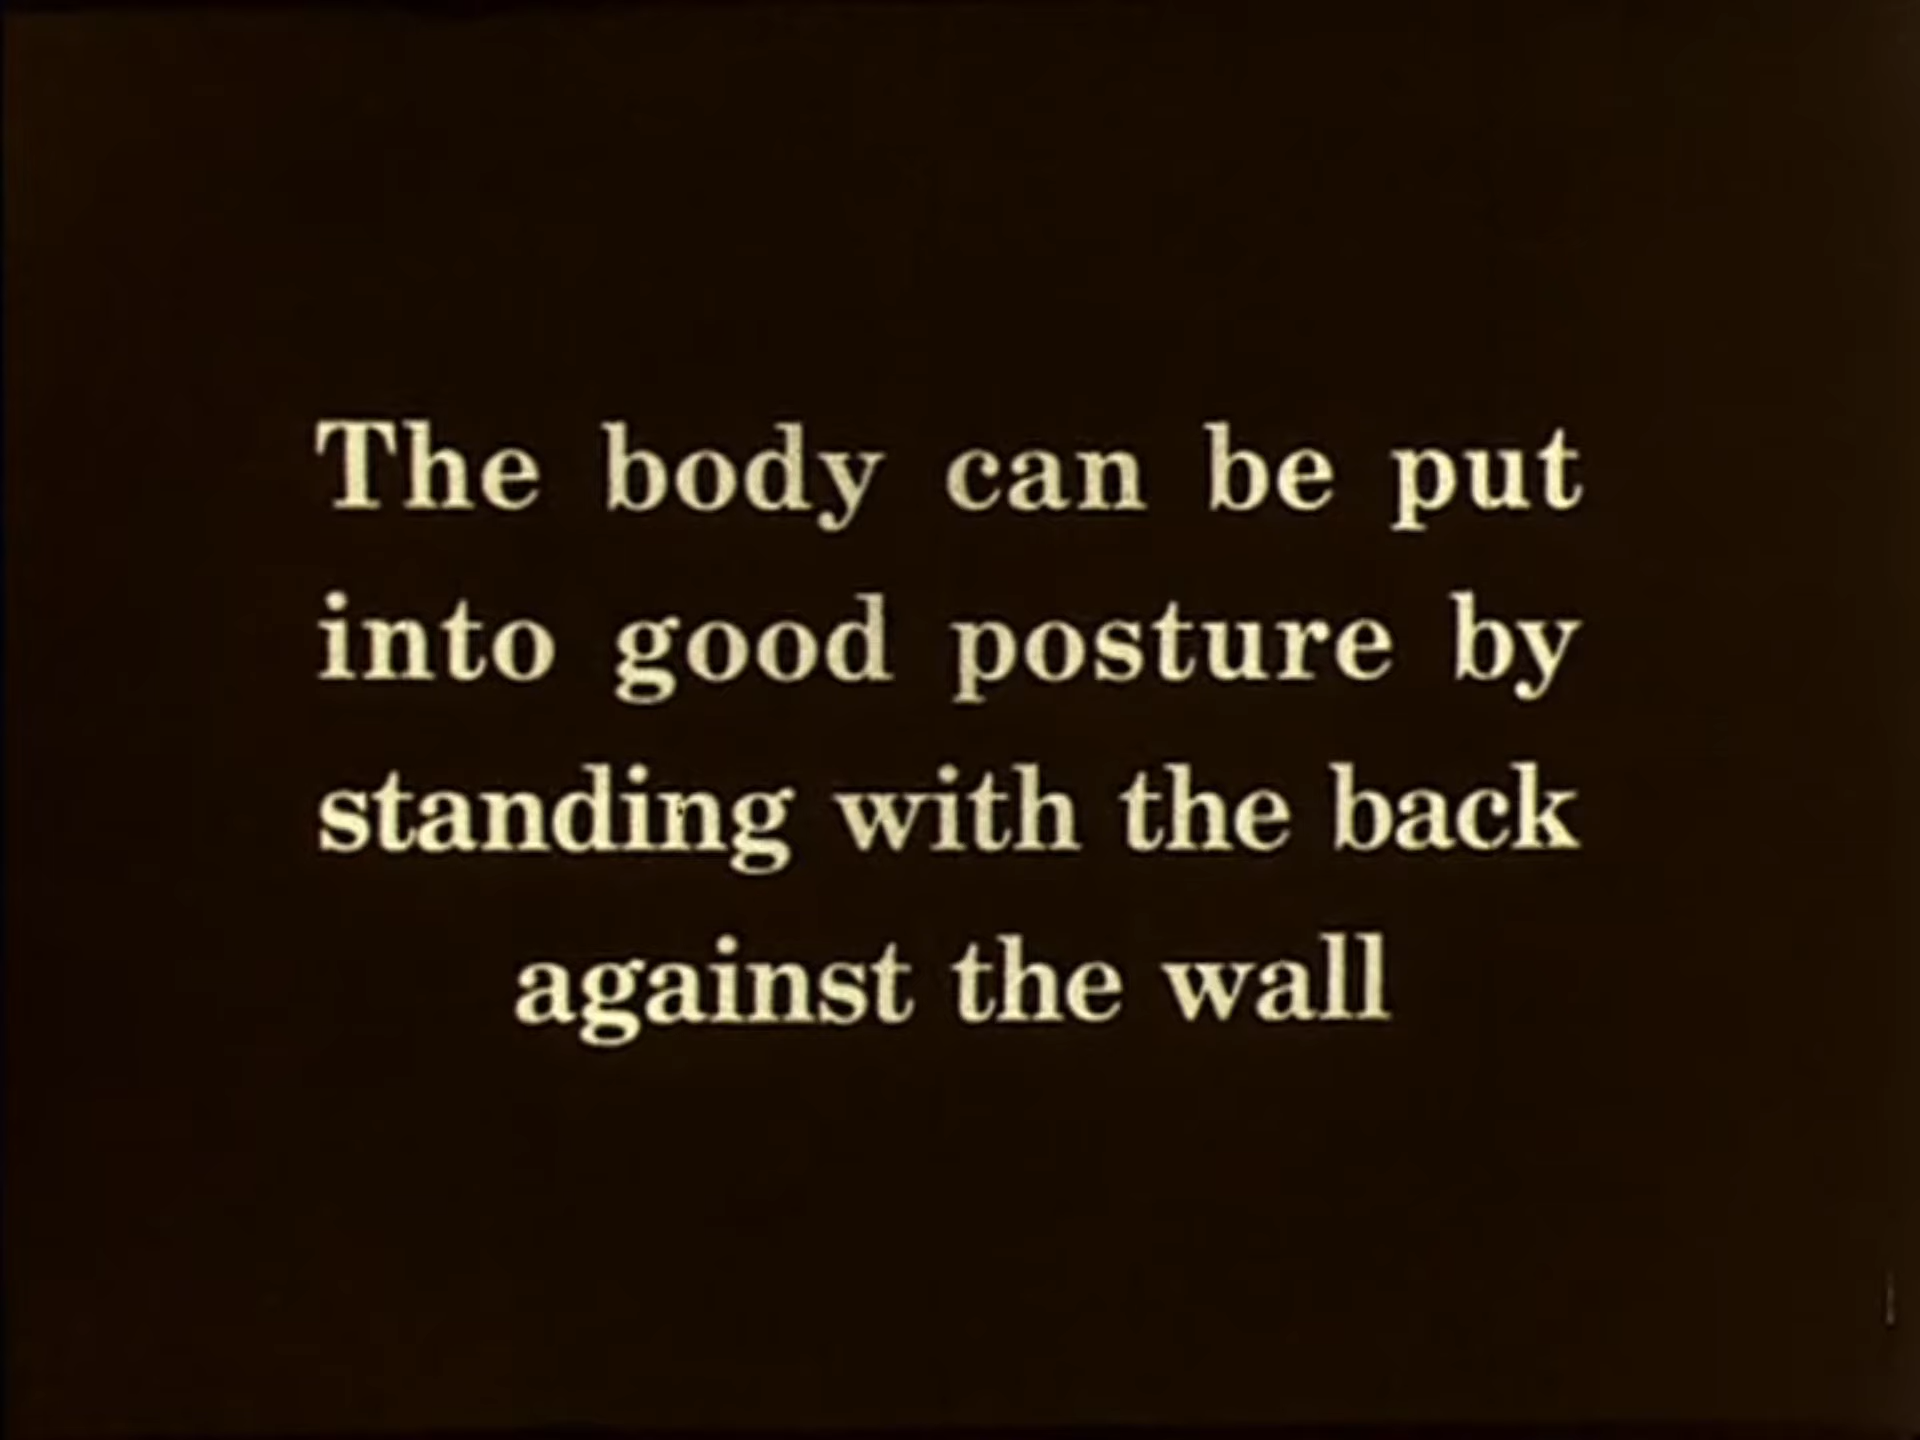 The body can be put
into good posture by
standing with the back
against the wall